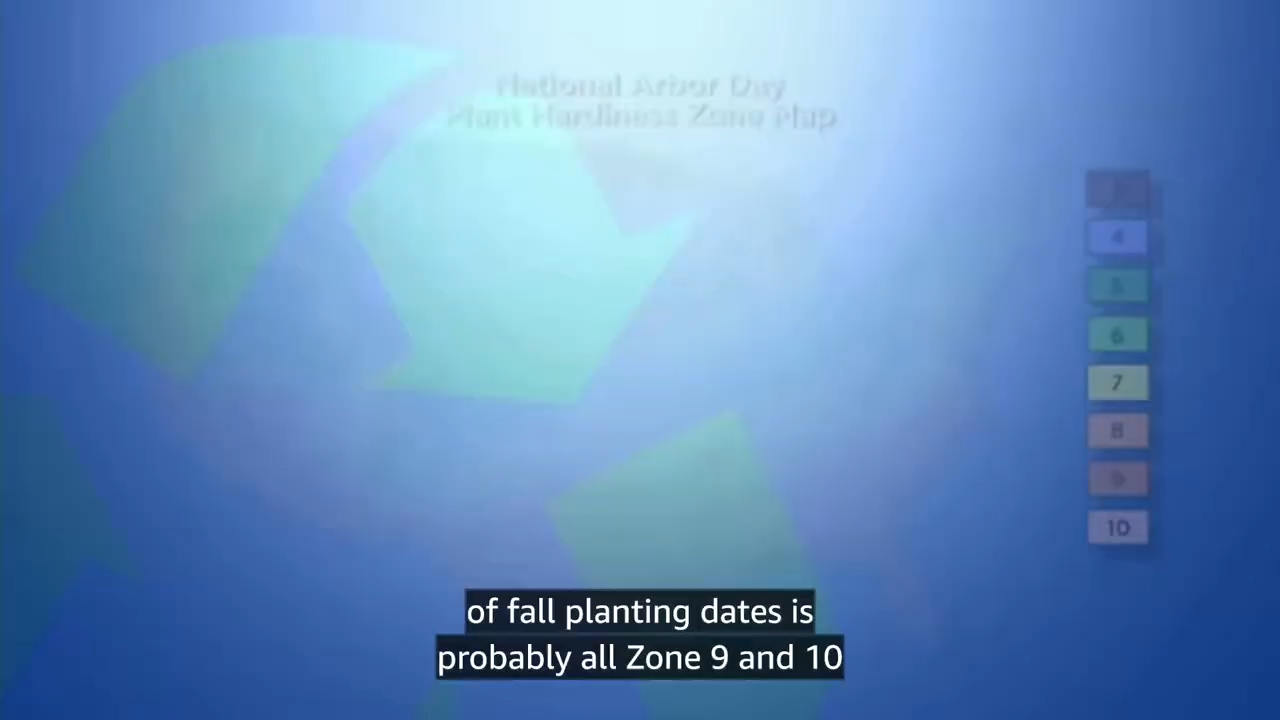 National Arbor Day
Plant Hardiness Zone Map
4
5
6
7
8
9
10
of fall planting dates is
probably all Zone 9 and 10